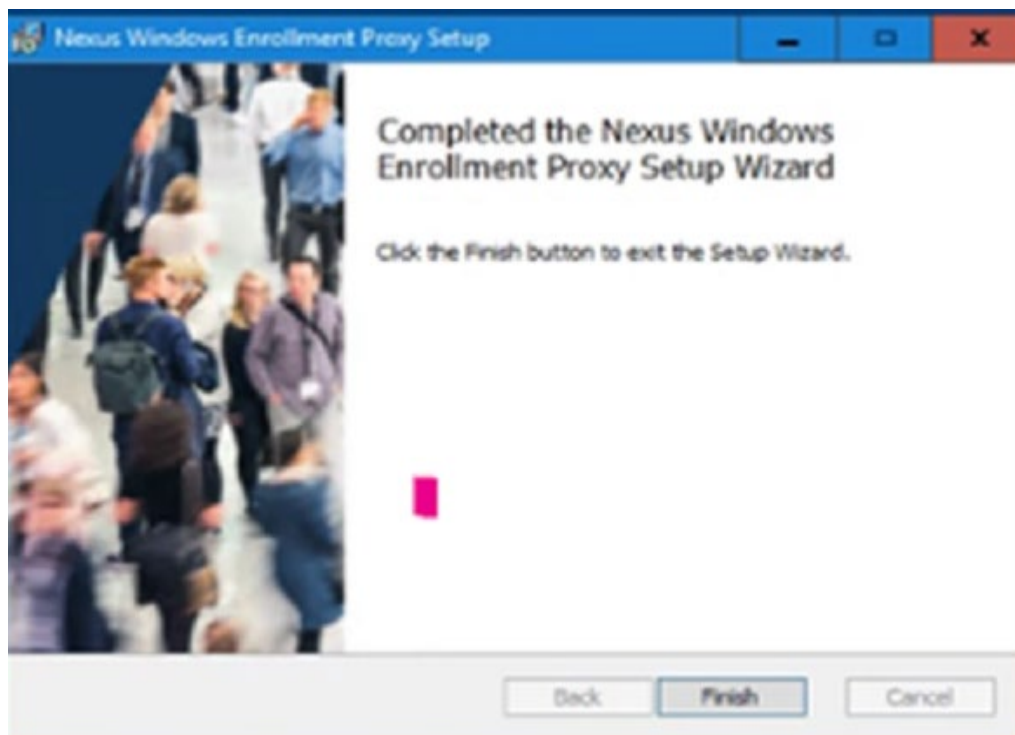 Nexus Windows Enrollment Proxy Setup
Completed the Nexus Windows
Enrollment Proxy Setup Wizard
Click the Finish button to exit the Setup Wizard.
Back
Finish
Cancel